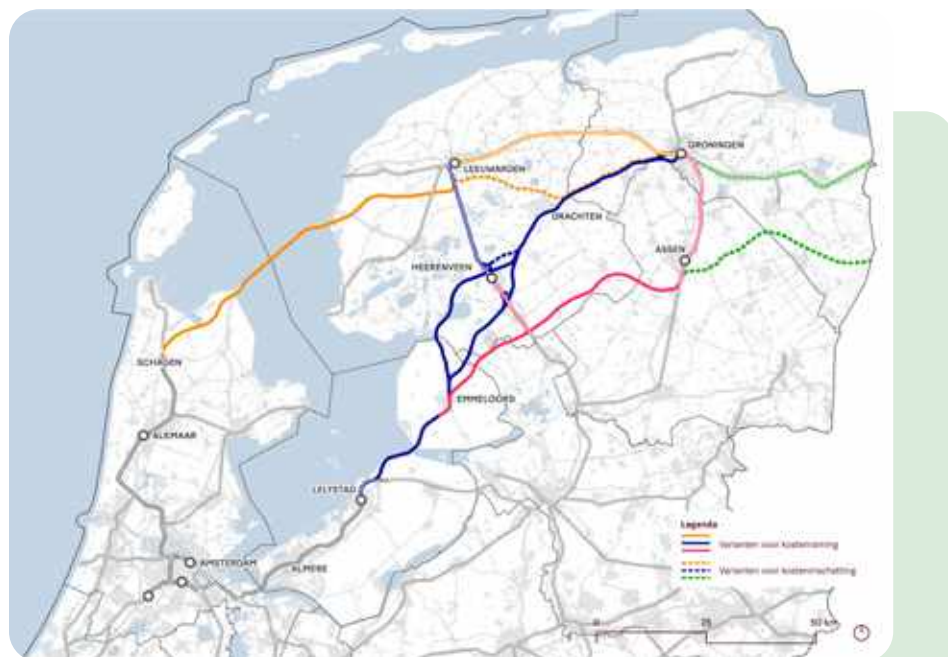 GRONINGEN
LEEUWARDEN
DRACHTEN
ASSEN
HEERENVEEN
SCHAGEN
EMMELOORD
ALKMAAR
LELYSTAD
AMSTERDAM
ALMERE
Legenda
Varianten voor kostenraming
Varianten voor kosteninschatting
0 25 50 km